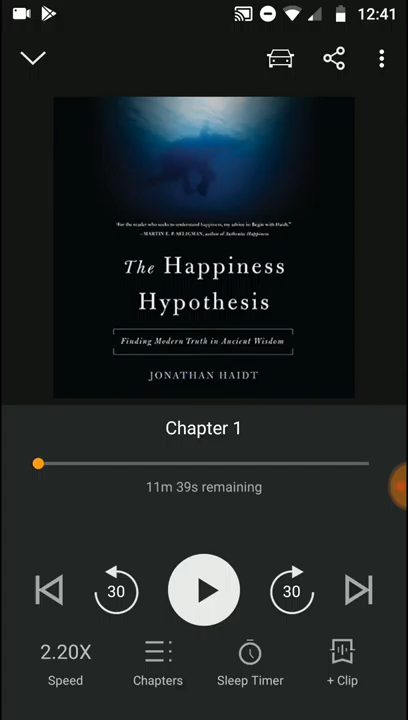 12:41
"For the reader who seeks to understand happiness, my advice is: Begin with Haidt."
—MARTIN E. P. SELIGMAN, author of Authentic Happiness
The Happiness
Hypothesis
Finding Modern Truth in Ancient Wisdom
JONATHAN HAIDT
Chapter 1
11m 39s remaining
30
30
2.20X
Speed
Chapters
Sleep Timer
+ Clip